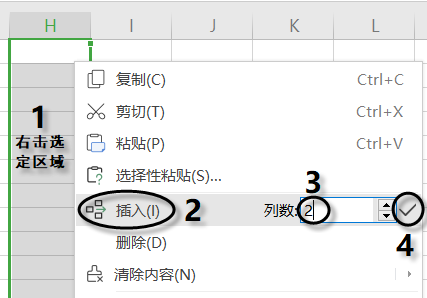 H I J K L
复制(C) Ctrl+C
1 剪切(T) Ctrl+X
右击选 粘贴(P) Ctrl+V
定区域
选择性粘贴(S)... 3
插入(I) 2 列数: 2
删除(D) 4
清除内容(N)